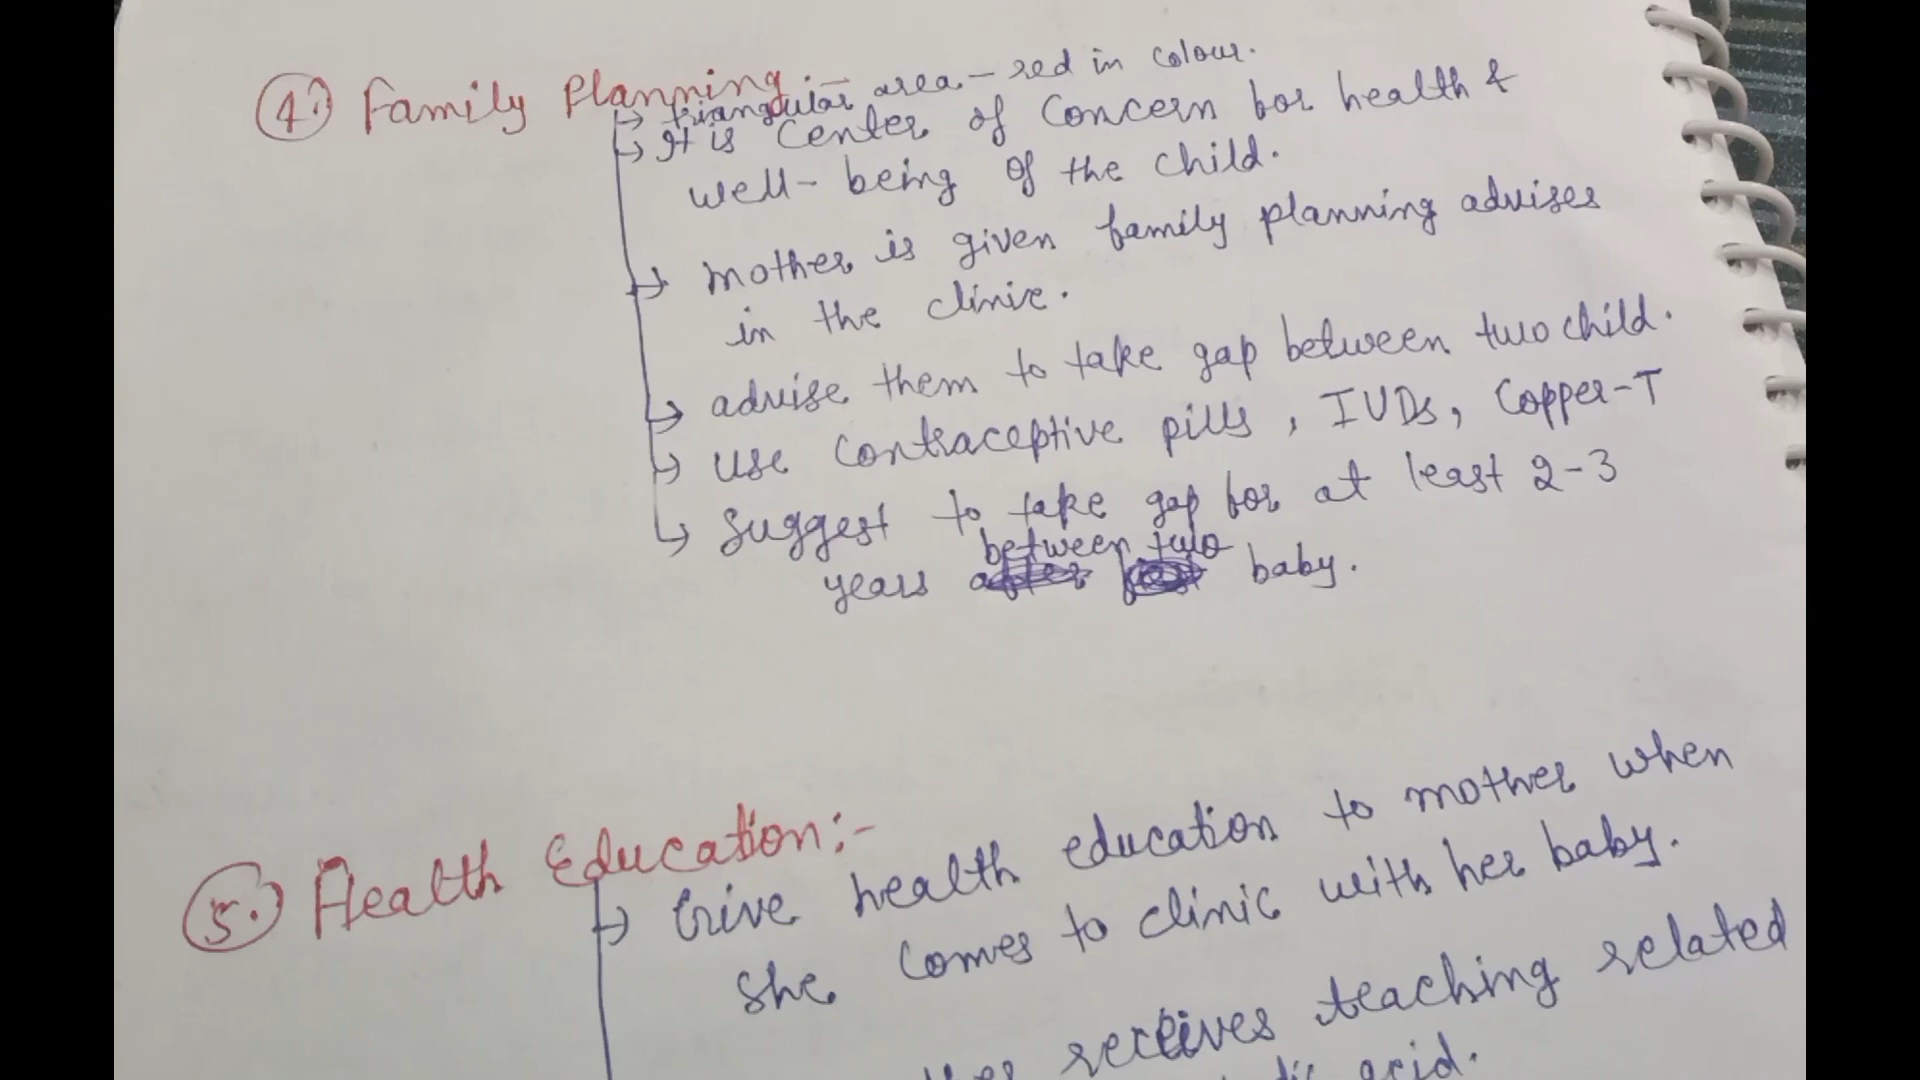 4. Family Planning :-
→ triangular area - red in colour.
→ It is Center of Concern for health &
well-being of the child.
→ mother is given family planning advises
in the clinic.
→ advise them to take gap between two child.
→ use contraceptive pills, IUDs, Copper-T
→ Suggest to take gap for at least 2-3
between two
years baby.
5. Health Education :-
→ Give health education to mother when
she comes to clinic with her baby.
receives teaching related
acid.